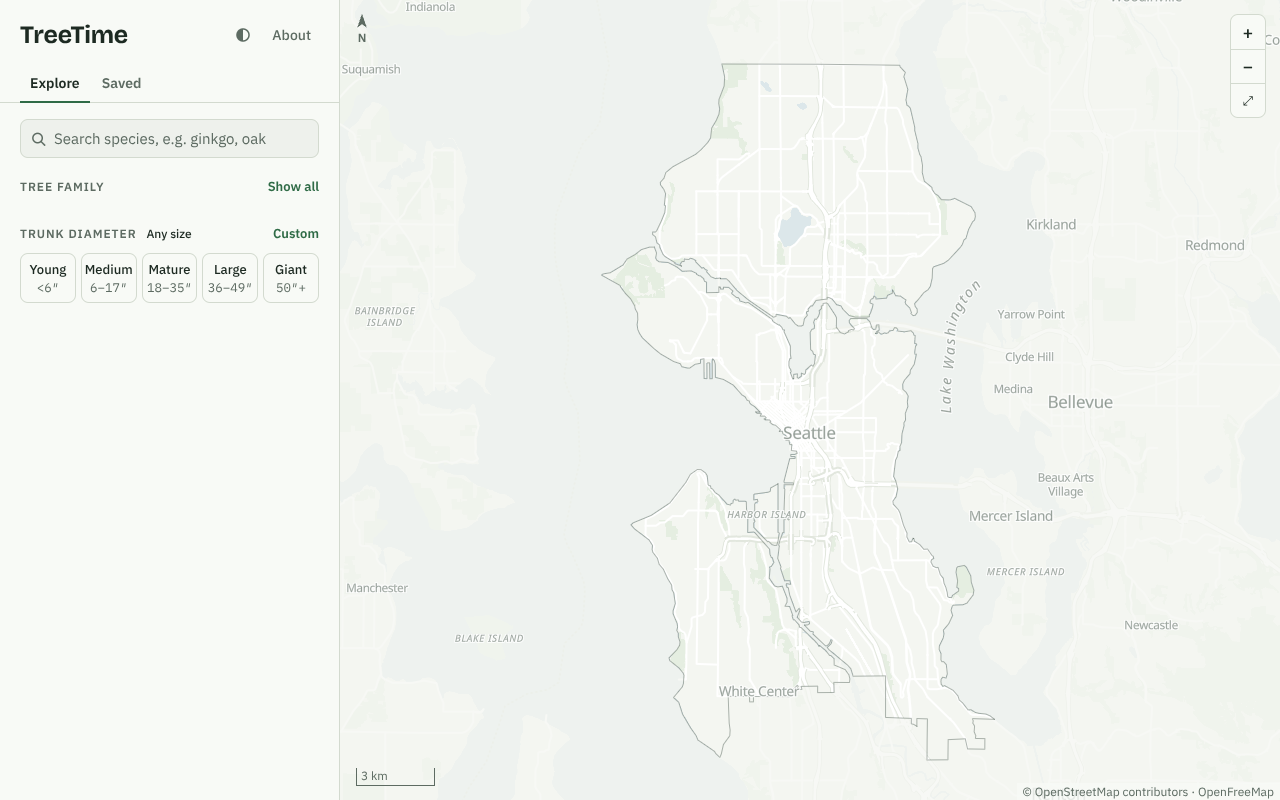 TreeTime
About
Explore
Saved
Search species, e.g. ginkgo, oak
TREE FAMILY
Show all
TRUNK DIAMETER
Any size
Custom
Young
<6″
Medium
6–17″
Mature
18–35″
Large
36–49″
Giant
50″+
N
Indianola
Suquamish
BAINBRIDGE
ISLAND
Manchester
BLAKE ISLAND
Seattle
HARBOR ISLAND
White Center
Lake Washington
Kirkland
Redmond
Yarrow Point
Clyde Hill
Medina
Bellevue
Beaux Arts
Village
Mercer Island
MERCER ISLAND
Newcastle
+
−
3 km
© OpenStreetMap contributors · OpenFreeMap